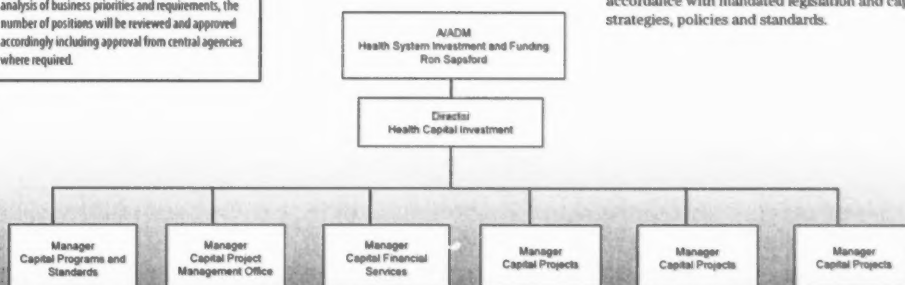 analysis of business priorities and requirements, the
number of positions will be reviewed and approved
accordingly including approval from central agencies
where required.
accordance with mandated legislation and
strategies, policies and standards.
A/ADM
Health System Investment and Funding
Ron Sapsford
Director
Health Capital Investment
Manager
Capital Programs and
Standards
Manager
Capital Project
Management Office
Manager
Capital Financial
Services
Manager
Capital Projects
Manager
Capital Projects
Manager
Capital Projects